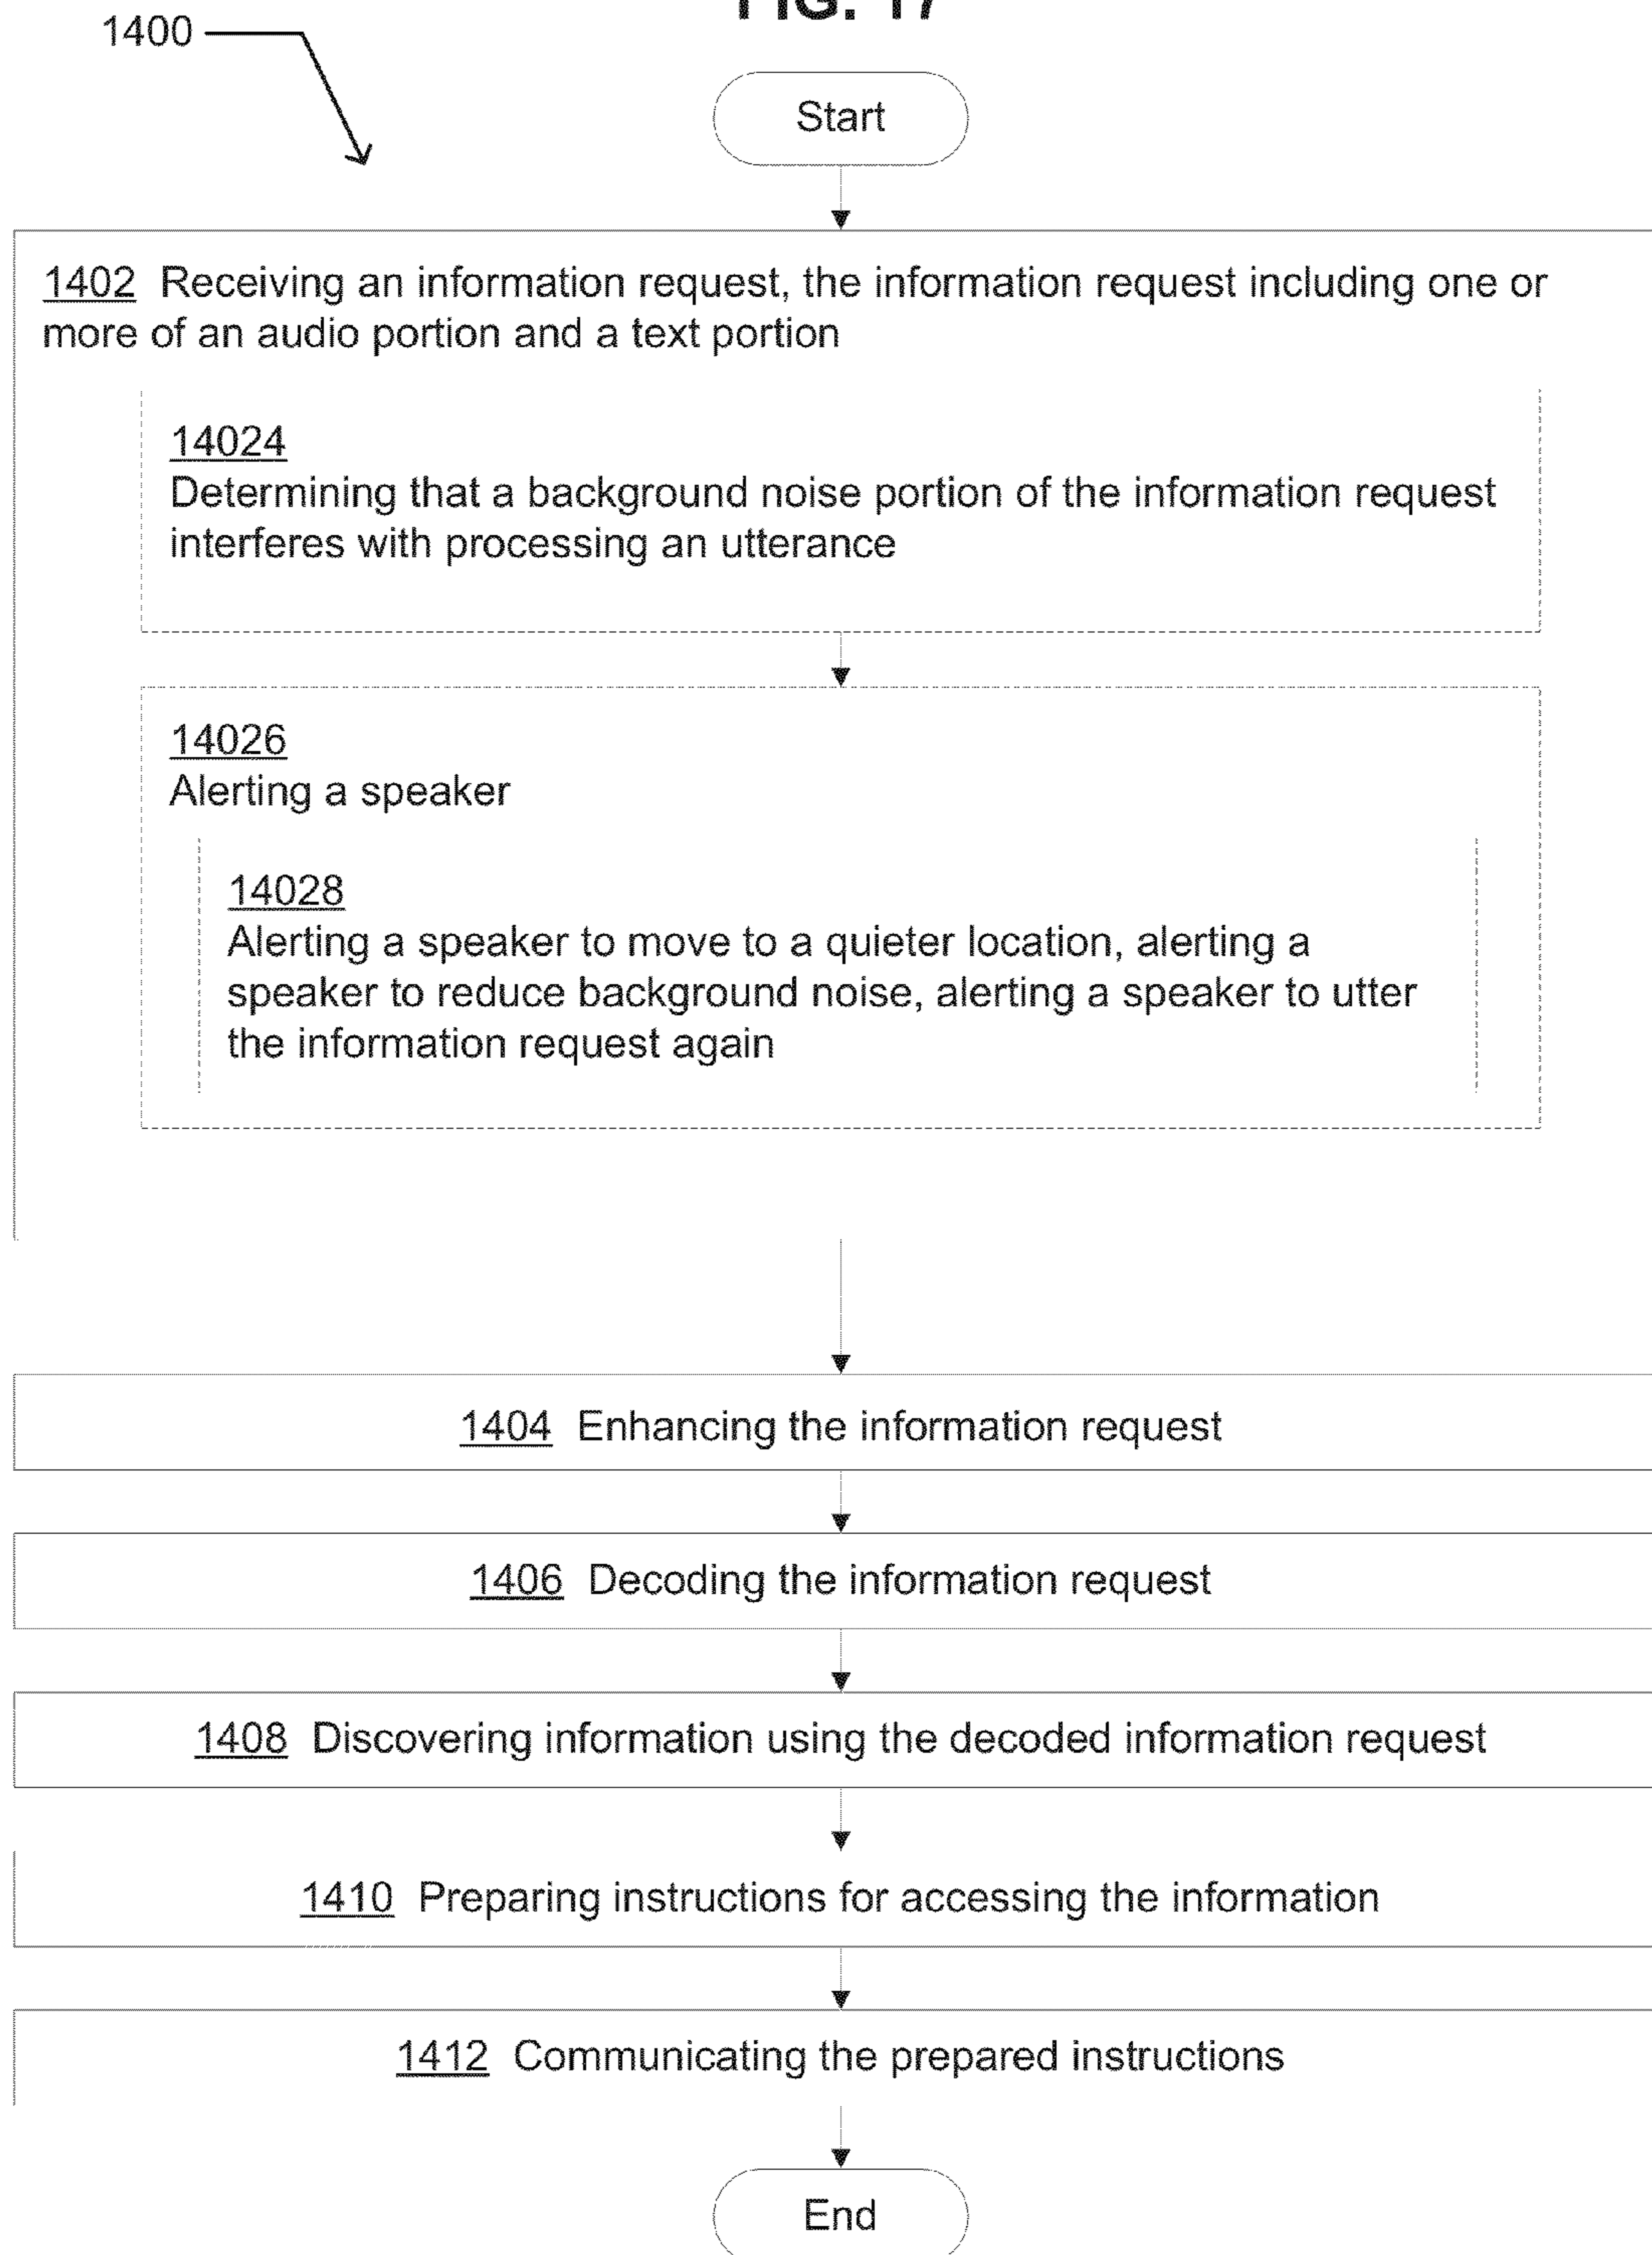 FIG. 17
1400
Start
1402 Receiving an information request, the information request including one or
more of an audio portion and a text portion
14024
Determining that a background noise portion of the information request
interferes with processing an utterance
14026
Alerting a speaker
14028
Alerting a speaker to move to a quieter location, alerting a
speaker to reduce background noise, alerting a speaker to utter
the information request again
1404 Enhancing the information request
1406 Decoding the information request
1408 Discovering information using the decoded information request
1410 Preparing instructions for accessing the information
1412 Communicating the prepared instructions
End